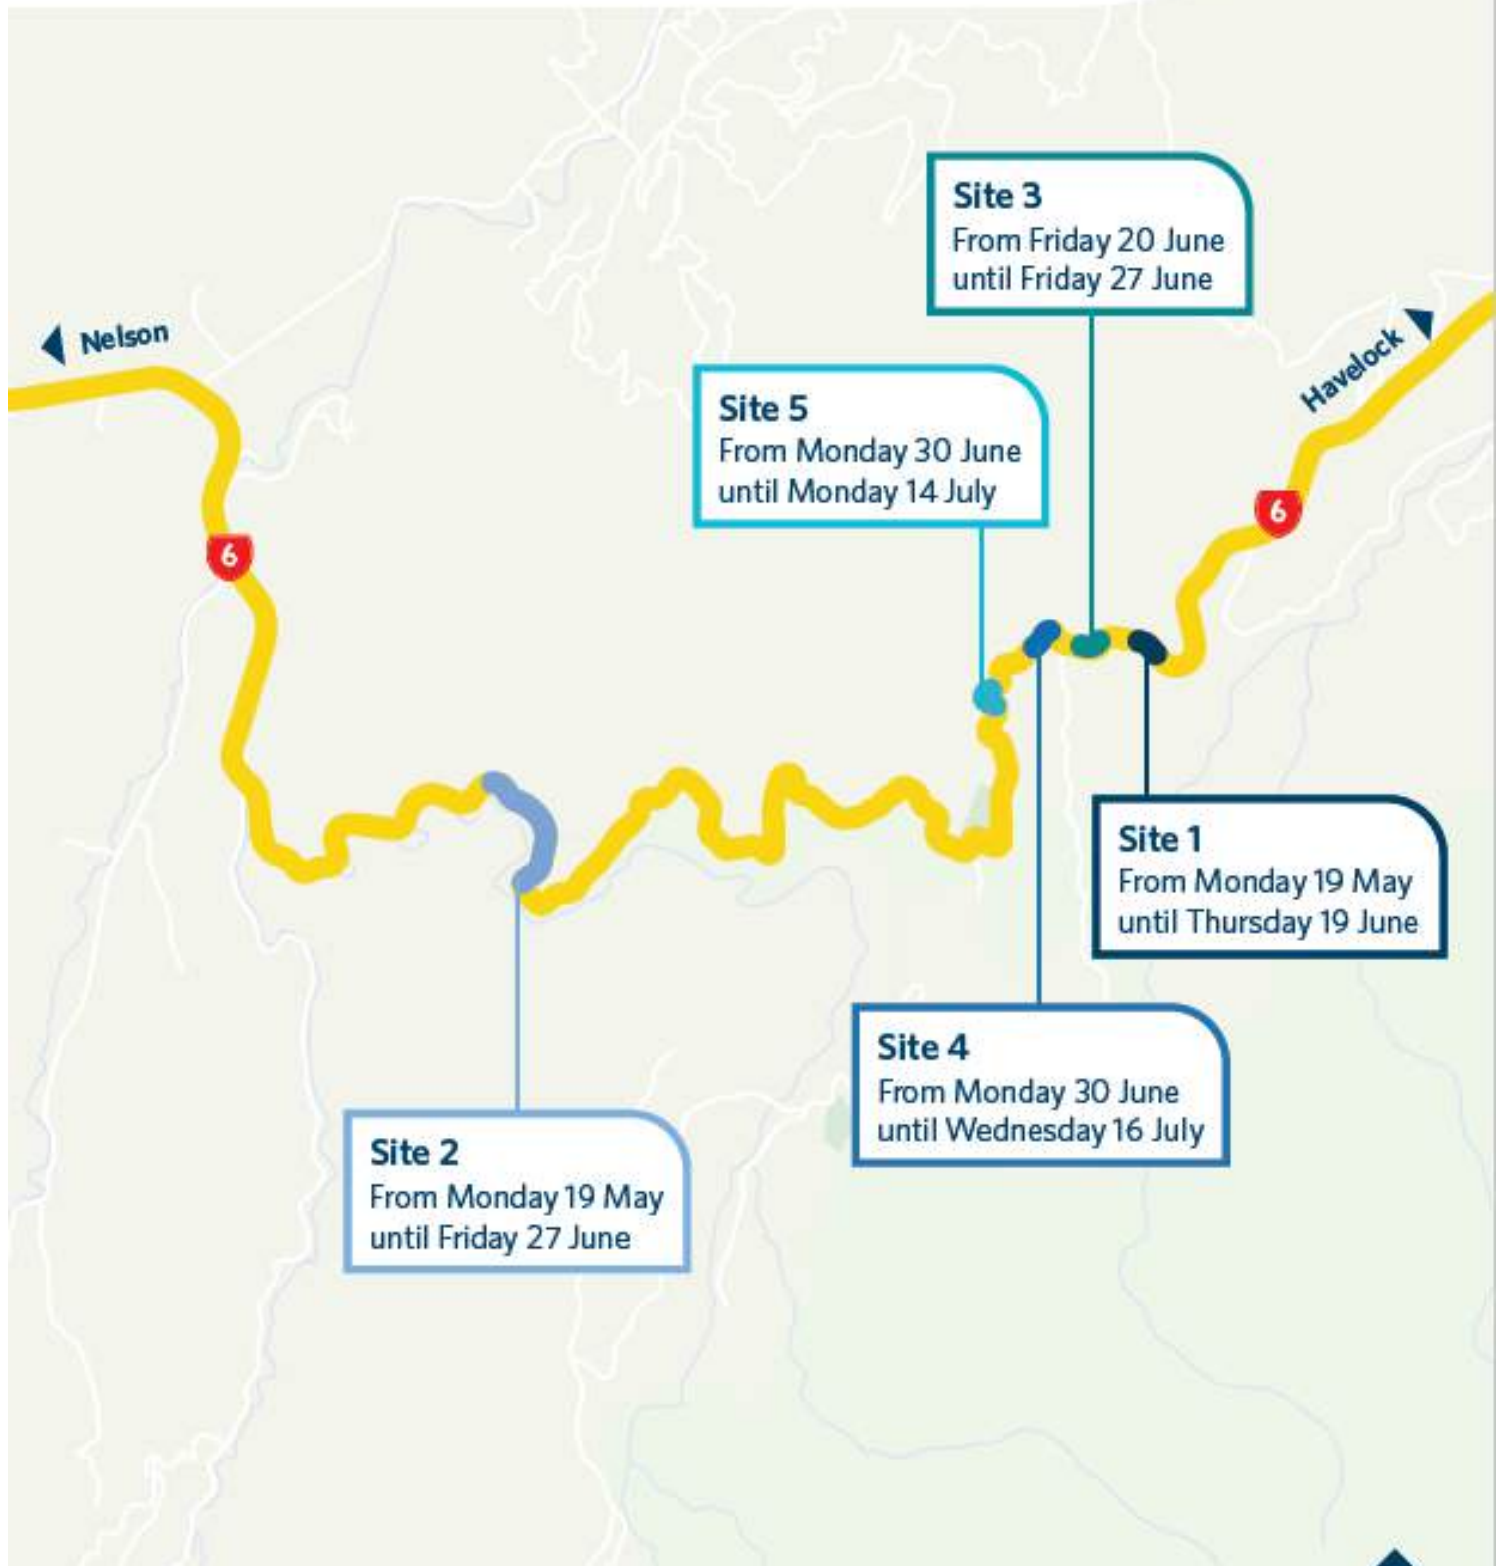 Site 3
From Friday 20 June
until Friday 27 June
Nelson
Havelock
Site 5
From Monday 30 June
until Monday 14 July
6
6
Site 1
From Monday 19 May
until Thursday 19 June
Site 4
From Monday 30 June
until Wednesday 16 July
Site 2
From Monday 19 May
until Friday 27 June